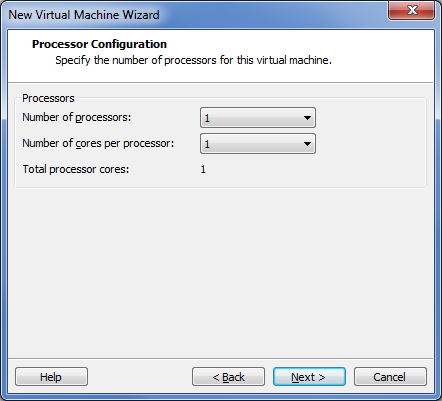 New Virtual Machine Wizard
Processor Configuration
Specify the number of processors for this virtual machine.
Processors
Number of processors: 1
Number of cores per processor: 1
Total processor cores: 1
Help < Back Next > Cancel